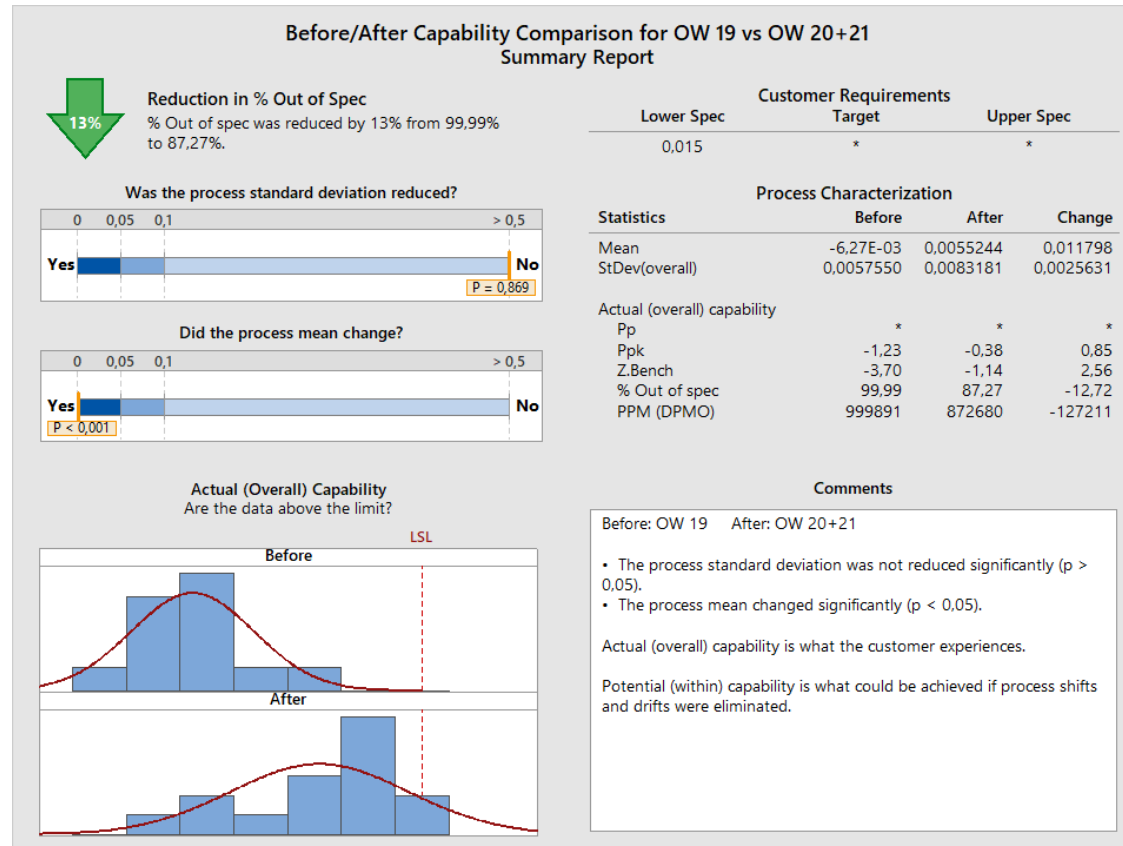 Before/After Capability Comparison for OW 19 vs OW 20+21
Summary Report
13%
Reduction in % Out of Spec
% Out of spec was reduced by 13% from 99,99%
to 87,27%.
Customer Requirements
Lower Spec Target Upper Spec
0,015 * *
Was the process standard deviation reduced?
0 0,05 0,1 > 0,5
Yes No
P = 0,869
Did the process mean change?
0 0,05 0,1 > 0,5
Yes No
P < 0,001
Process Characterization
Statistics Before After Change
Mean -6,27E-03 0,0055244 0,011798
StDev(overall) 0,0057550 0,0083181 0,0025631
Actual (overall) capability
Pp * * *
Ppk -1,23 -0,38 0,85
Z.Bench -3,70 -1,14 2,56
% Out of spec 99,99 87,27 -12,72
PPM (DPMO) 999891 872680 -127211
Actual (Overall) Capability
Are the data above the limit?
LSL
Before
After
Comments
Before: OW 19 After: OW 20+21
• The process standard deviation was not reduced significantly (p >
0,05).
• The process mean changed significantly (p < 0,05).
Actual (overall) capability is what the customer experiences.
Potential (within) capability is what could be achieved if process shifts
and drifts were eliminated.